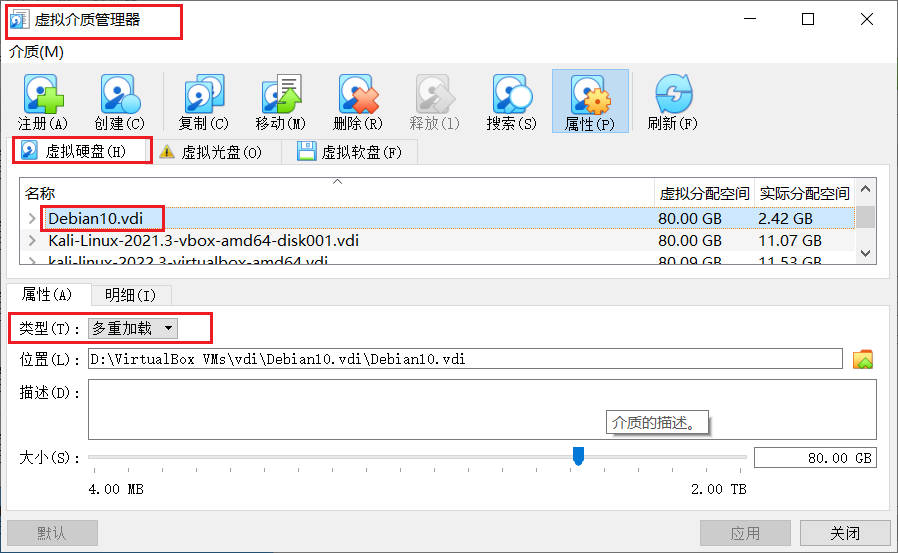 虚拟介质管理器
介质(M)
注册(A) 创建(C) 复制(C) 移动(M) 删除(R) 释放(l) 搜索(S) 属性(P) 刷新(F)
虚拟硬盘(H) 虚拟光盘(O) 虚拟软盘(F)
名称 虚拟分配空间 实际分配空间
Debian10.vdi 80.00 GB 2.42 GB
Kali-Linux-2021.3-vbox-amd64-disk001.vdi 80.00 GB 11.07 GB
kali-linux-2022.3-virtualbox-amd64.vdi 80.09 GB 11.53 GB
属性(A) 明细(I)
类型(T): 多重加载
位置(L): D:\VirtualBox VMs\vdi\Debian10.vdi\Debian10.vdi
描述(D):
介质的描述。
大小(S): 80.00 GB
4.00 MB 2.00 TB
默认 应用 关闭